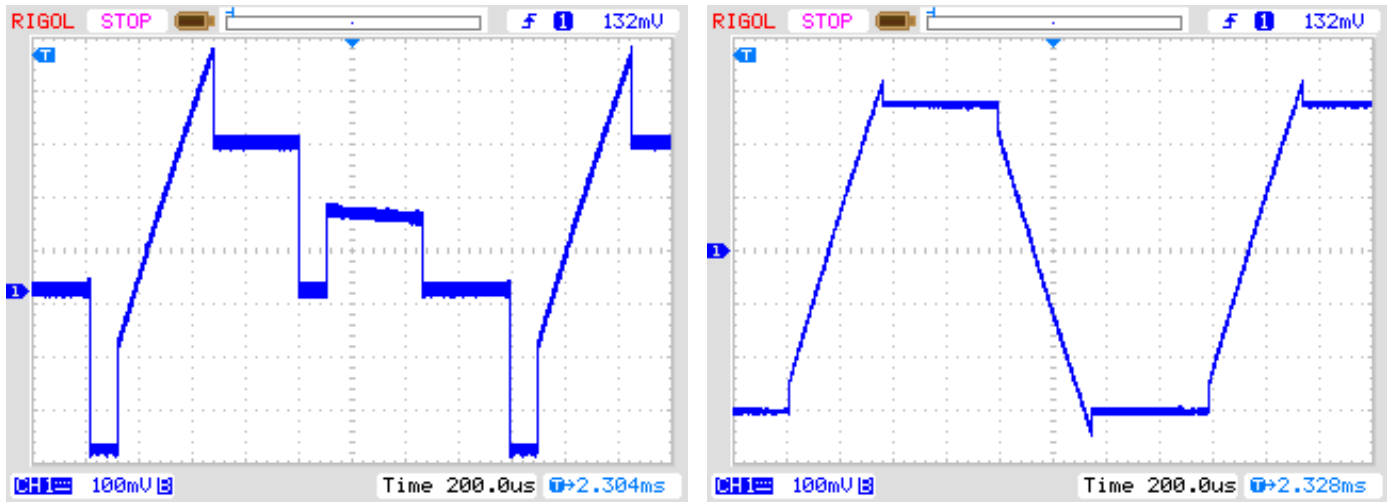 RIGOL STOP 1 132mV
T
1
CH1 100mV B Time 200.0us T→2.304ms
RIGOL STOP 1 132mV
T
1
CH1 100mV B Time 200.0us T→2.328ms